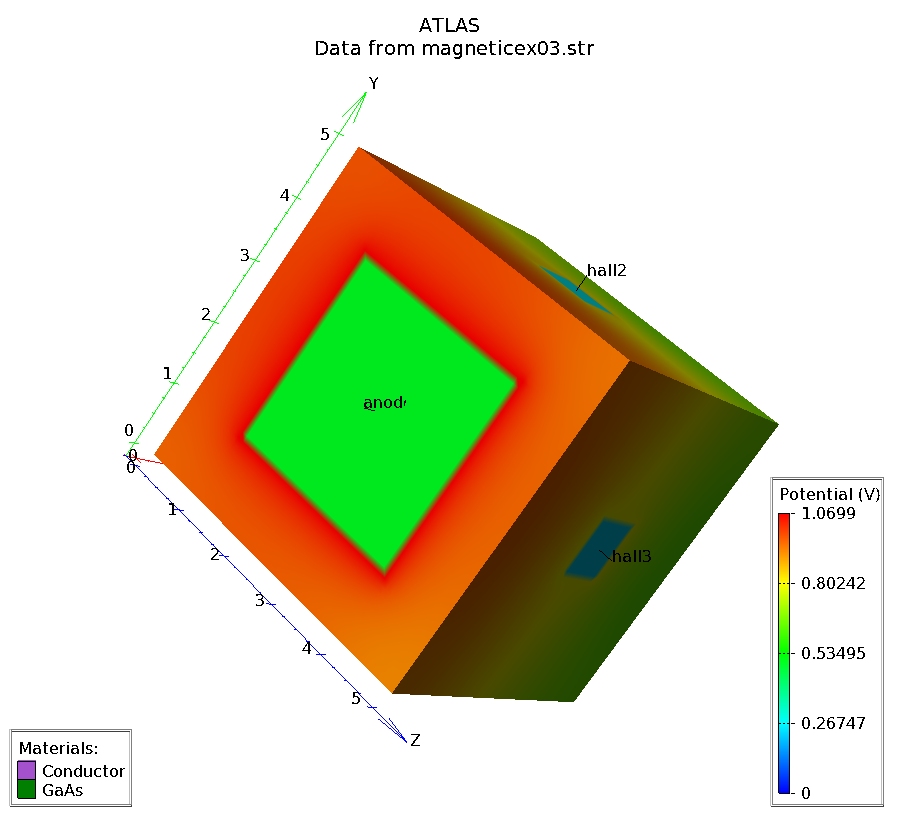 ATLAS
Data from magneticex03.str
Y
5
4
3
2
1
0
0
0
1
2
3
4
5
Z
hall2
anod
hall3
Potential (V)
1.0699
0.80242
0.53495
0.26747
0
Materials:
Conductor
GaAs